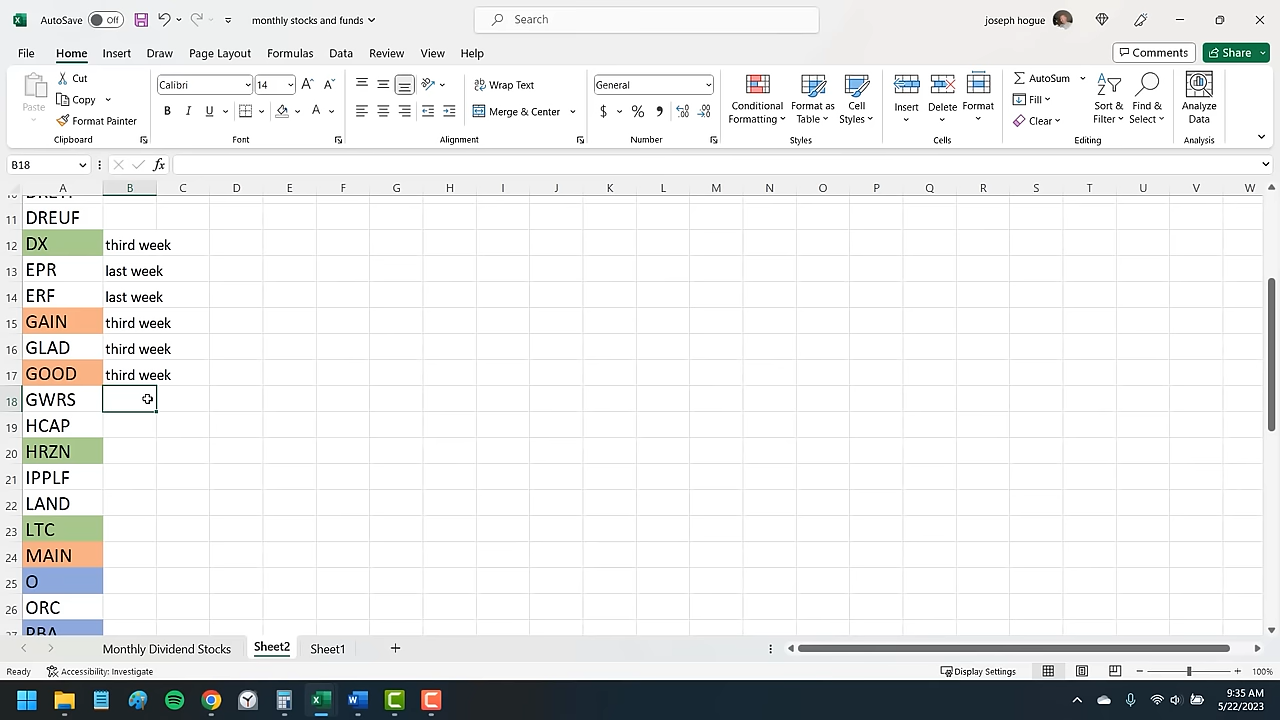 AutoSave Off monthly stocks and funds Search joseph hogue
File Home Insert Draw Page Layout Formulas Data Review View Help Comments Share
Paste Cut Copy Format Painter Clipboard
Calibri 14 B I U Font
Wrap Text Merge & Center Alignment
General $ % , Number
Conditional Formatting Format as Table Cell Styles Styles
Insert Delete Format Cells
AutoSum Fill Clear Sort & Filter Find & Select Editing
Analyze Data Analysis
B18 fx
A B C D E F G H I J K L M N O P Q R S T U V W
11 DREUF
12 DX third week
13 EPR last week
14 ERF last week
15 GAIN third week
16 GLAD third week
17 GOOD third week
18 GWRS
19 HCAP
20 HRZN
21 IPPLF
22 LAND
23 LTC
24 MAIN
25 O
26 ORC
27 PBA
Monthly Dividend Stocks Sheet2 Sheet1
Ready Accessibility: Investigate Display Settings 100%
9:35 AM
5/22/2023